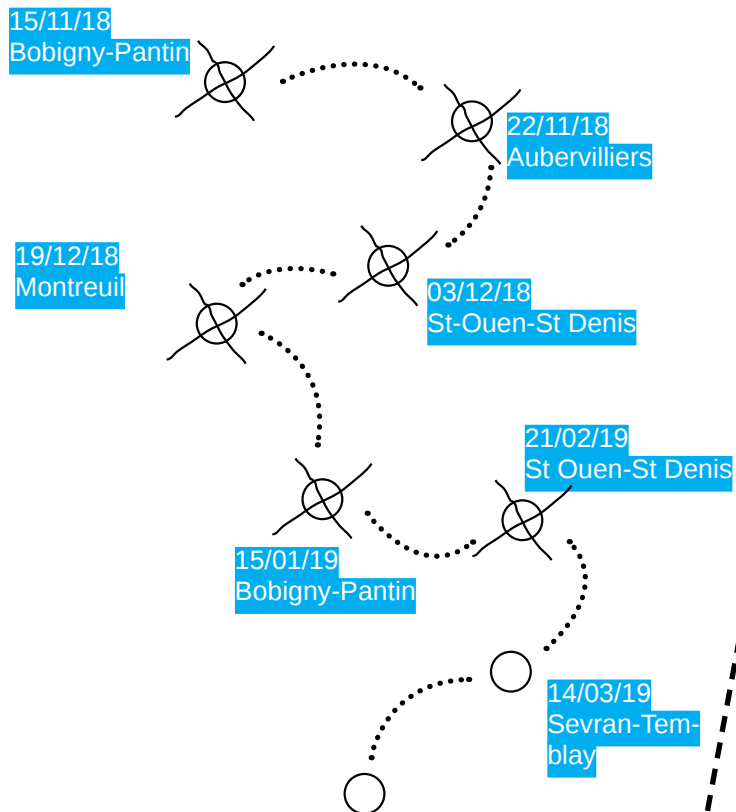 15/11/18
Bobigny-Pantin
22/11/18
Aubervilliers
03/12/18
St-Ouen-St Denis
19/12/18
Montreuil
15/01/19
Bobigny-Pantin
21/02/19
St Ouen-St Denis
14/03/19
Sevran-Tem-
blay